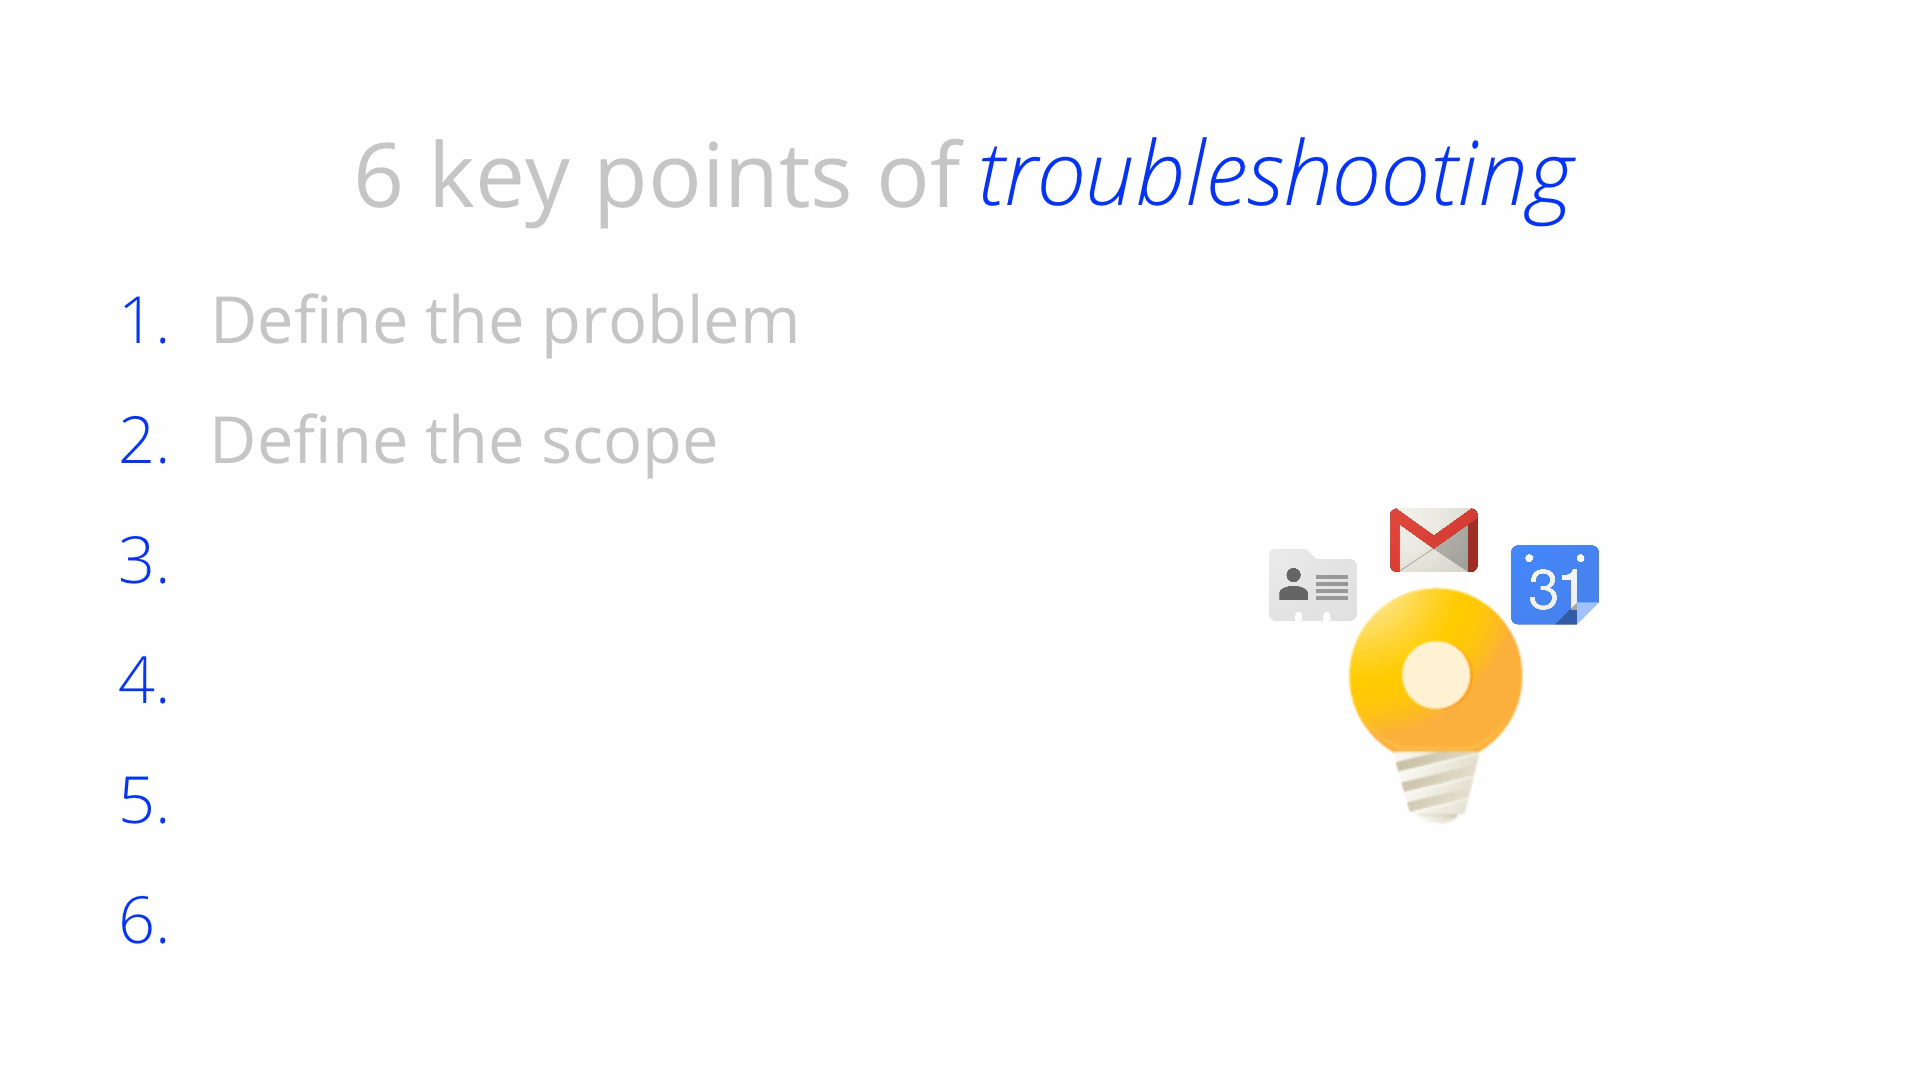 6 key points of troubleshooting
1. Define the problem
2. Define the scope
3.
31
4.
5.
6.